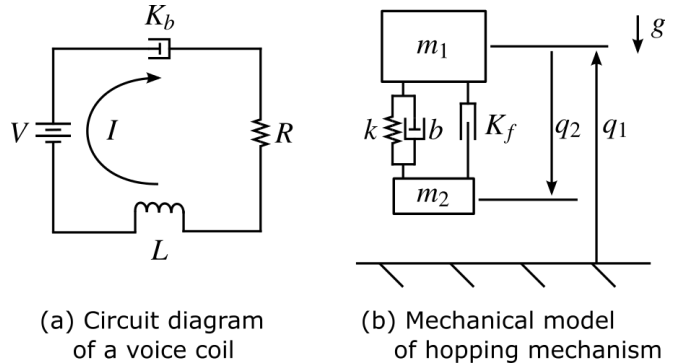 K_b
V
I
R
L
(a) Circuit diagram
of a voice coil
m_1
g
k
b
K_f
q_2
q_1
m_2
(b) Mechanical model
of hopping mechanism